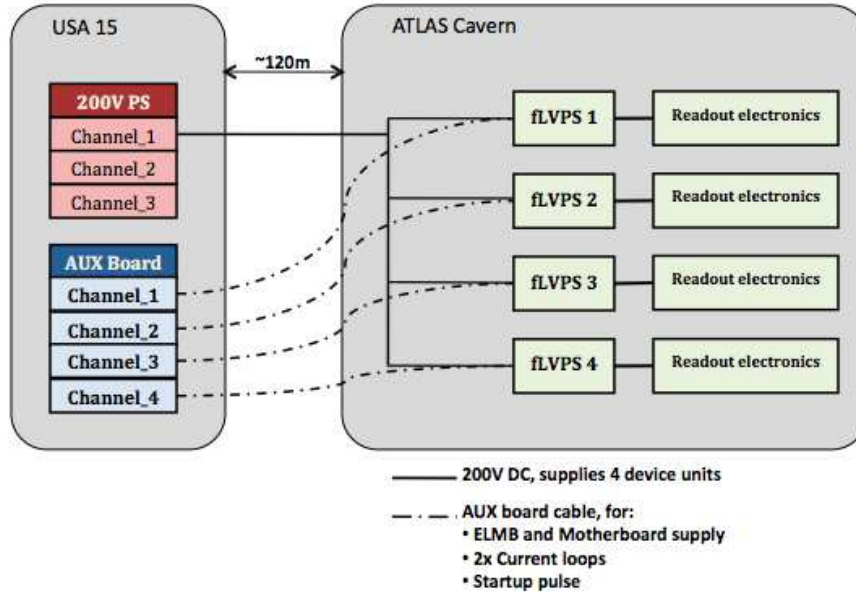 USA 15
ATLAS Cavern
~120m
200V PS
Channel_1
Channel_2
Channel_3
AUX Board
Channel_1
Channel_2
Channel_3
Channel_4
fLVPS 1
Readout electronics
fLVPS 2
Readout electronics
fLVPS 3
Readout electronics
fLVPS 4
Readout electronics
200V DC, supplies 4 device units
AUX board cable, for:
• ELMB and Motherboard supply
• 2x Current loops
• Startup pulse